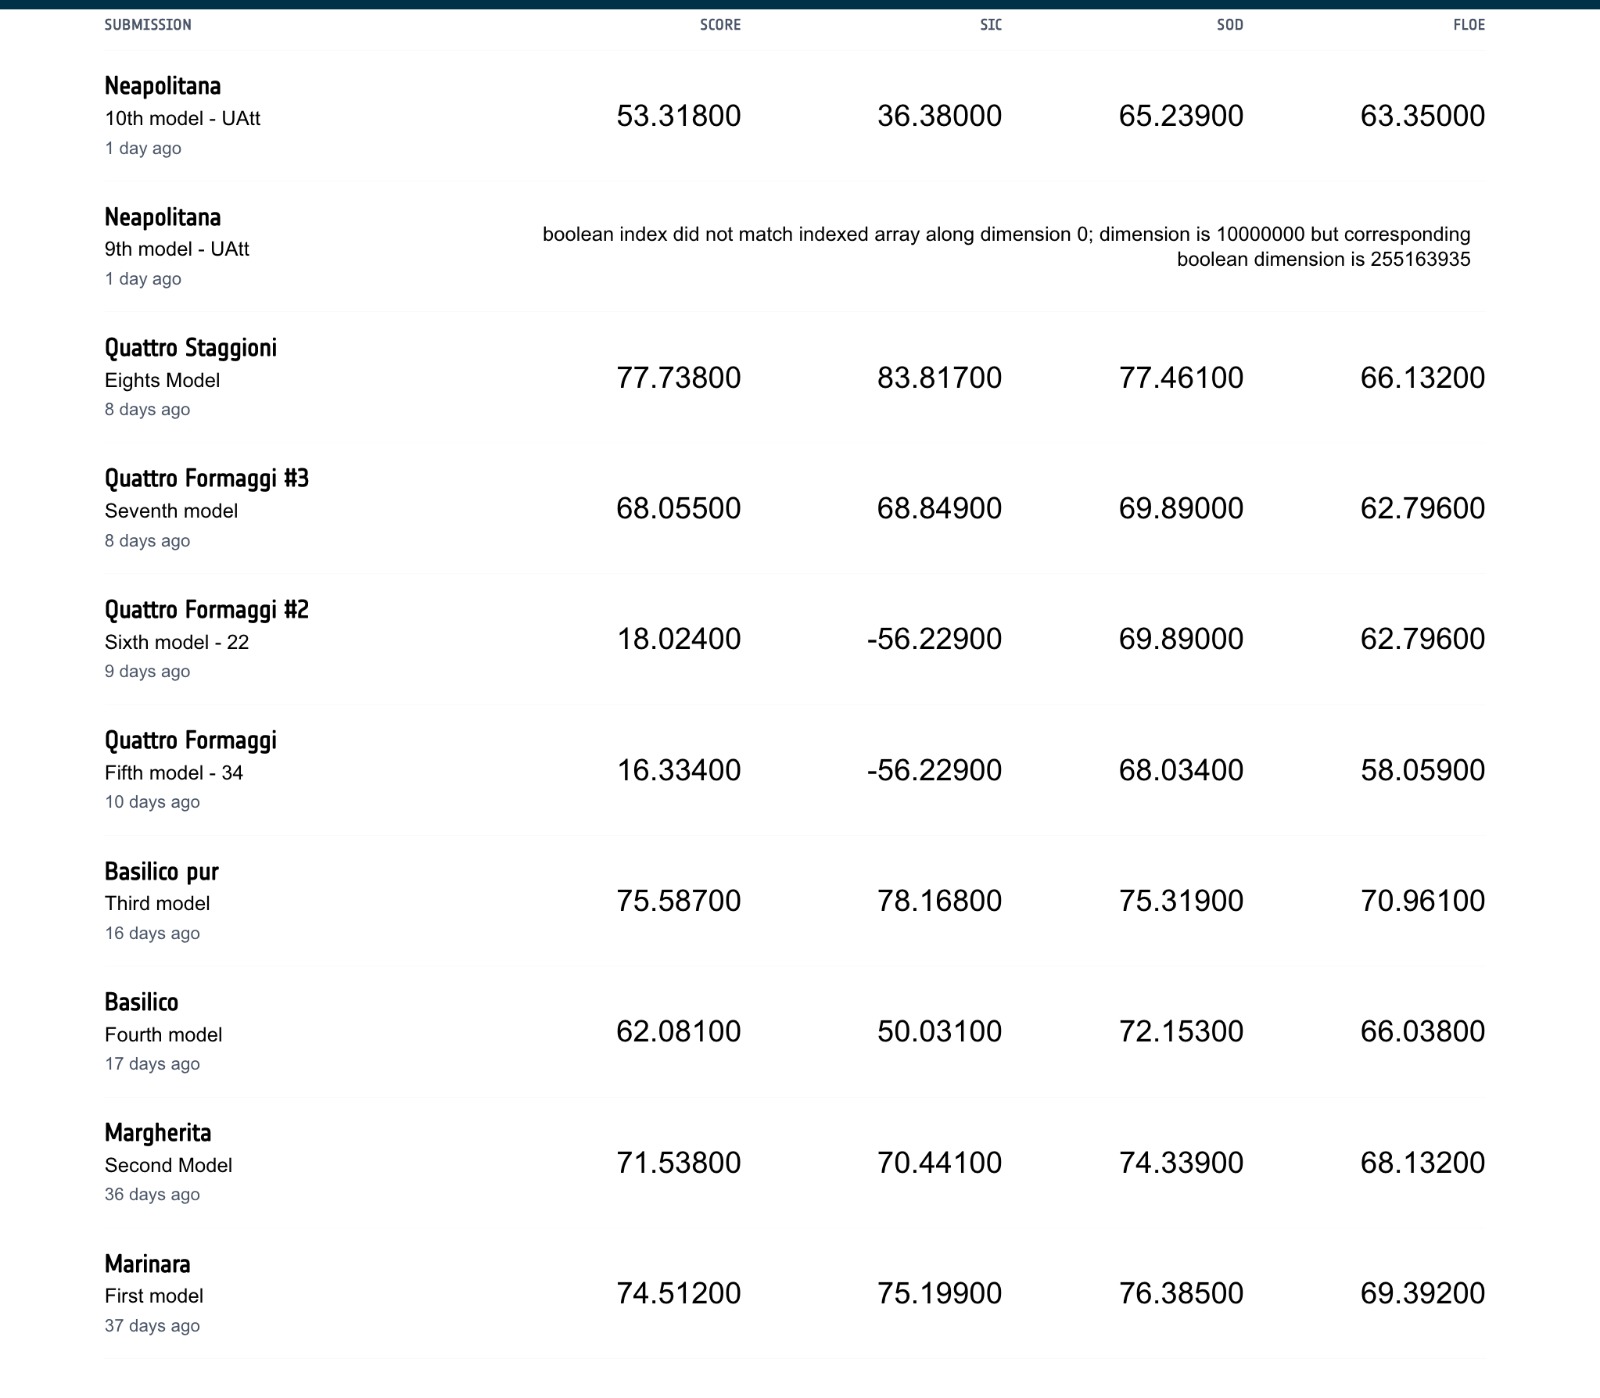 SUBMISSION SCORE SIC SOD FLOE
Neapolitana
10th model - UAtt
1 day ago
53.31800 36.38000 65.23900 63.35000
Neapolitana
9th model - UAtt
1 day ago
boolean index did not match indexed array along dimension 0; dimension is 10000000 but corresponding
boolean dimension is 255163935
Quattro Staggioni
Eights Model
8 days ago
77.73800 83.81700 77.46100 66.13200
Quattro Formaggi #3
Seventh model
8 days ago
68.05500 68.84900 69.89000 62.79600
Quattro Formaggi #2
Sixth model - 22
9 days ago
18.02400 -56.22900 69.89000 62.79600
Quattro Formaggi
Fifth model - 34
10 days ago
16.33400 -56.22900 68.03400 58.05900
Basilico pur
Third model
16 days ago
75.58700 78.16800 75.31900 70.96100
Basilico
Fourth model
17 days ago
62.08100 50.03100 72.15300 66.03800
Margherita
Second Model
36 days ago
71.53800 70.44100 74.33900 68.13200
Marinara
First model
37 days ago
74.51200 75.19900 76.38500 69.39200